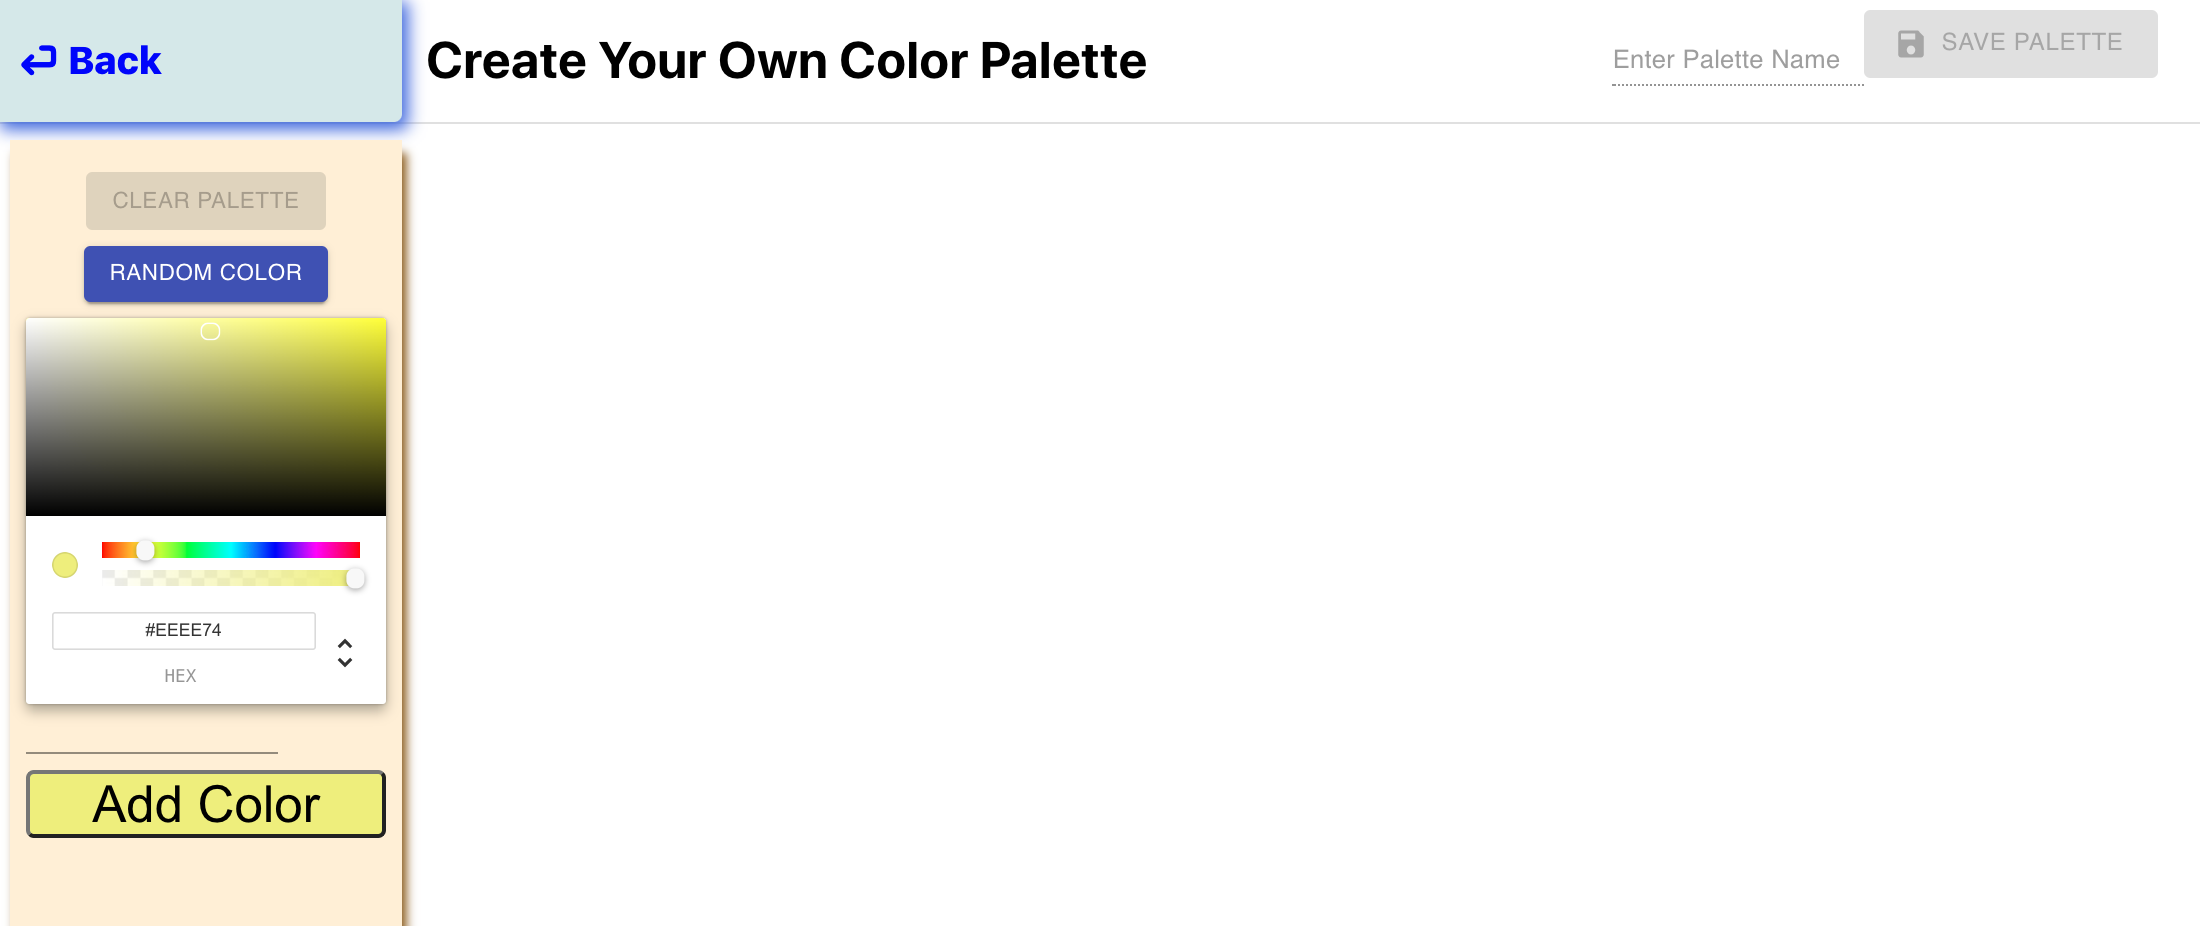 Back
Create Your Own Color Palette
Enter Palette Name
SAVE PALETTE
CLEAR PALETTE
RANDOM COLOR
#EEEE74
HEX
Add Color